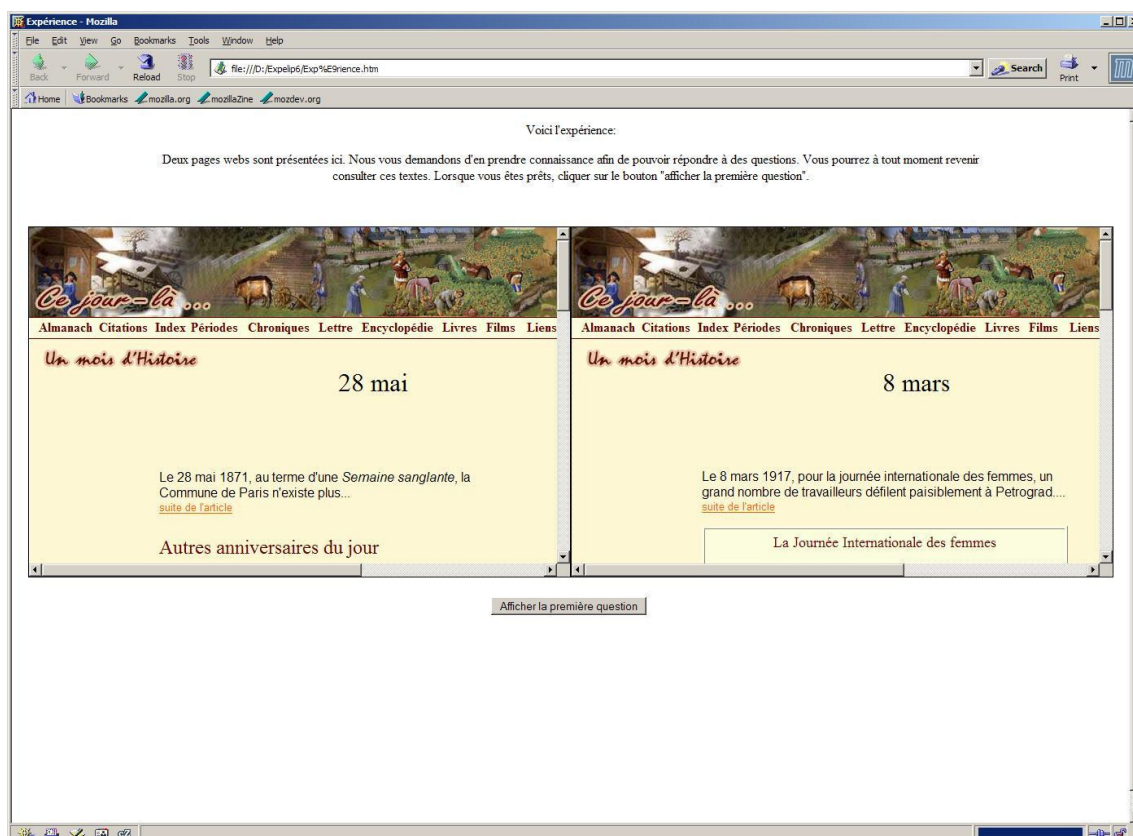 Expérience - Mozilla
File Edit View Go Bookmarks Tools Window Help
Back Forward Reload Stop file:///D:/Expelip6/Exp%E9rience.htm Search Print
Home Bookmarks mozilla.org mozillaZine mozdev.org
Voici l'expérience:
Deux pages webs sont présentées ici. Nous vous demandons d'en prendre connaissance afin de pouvoir répondre à des questions. Vous pourrez à tout moment revenir
consulter ces textes. Lorsque vous êtes prêts, cliquer sur le bouton "afficher la première question".
Ce jour-là ...
Almanach Citations Index Périodes Chroniques Lettre Encyclopédie Livres Films Liens
Un mois d'Histoire
28 mai
Le 28 mai 1871, au terme d'une Semaine sanglante, la
Commune de Paris n'existe plus...
suite de l'article
Autres anniversaires du jour
Ce jour-là ...
Almanach Citations Index Périodes Chroniques Lettre Encyclopédie Livres Films Liens
Un mois d'Histoire
8 mars
Le 8 mars 1917, pour la journée internationale des femmes, un
grand nombre de travailleurs défilent paisiblement à Petrograd....
suite de l'article
La Journée Internationale des femmes
Afficher la première question